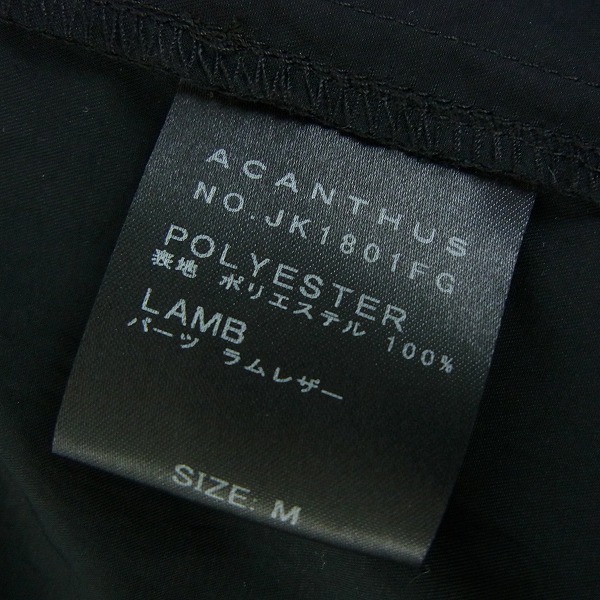 ACANTHUS
NO.JK1801FG
POLYESTER
表地 ポリエステル 100%
LAMB
パーツ ラムレザー
SIZE: M